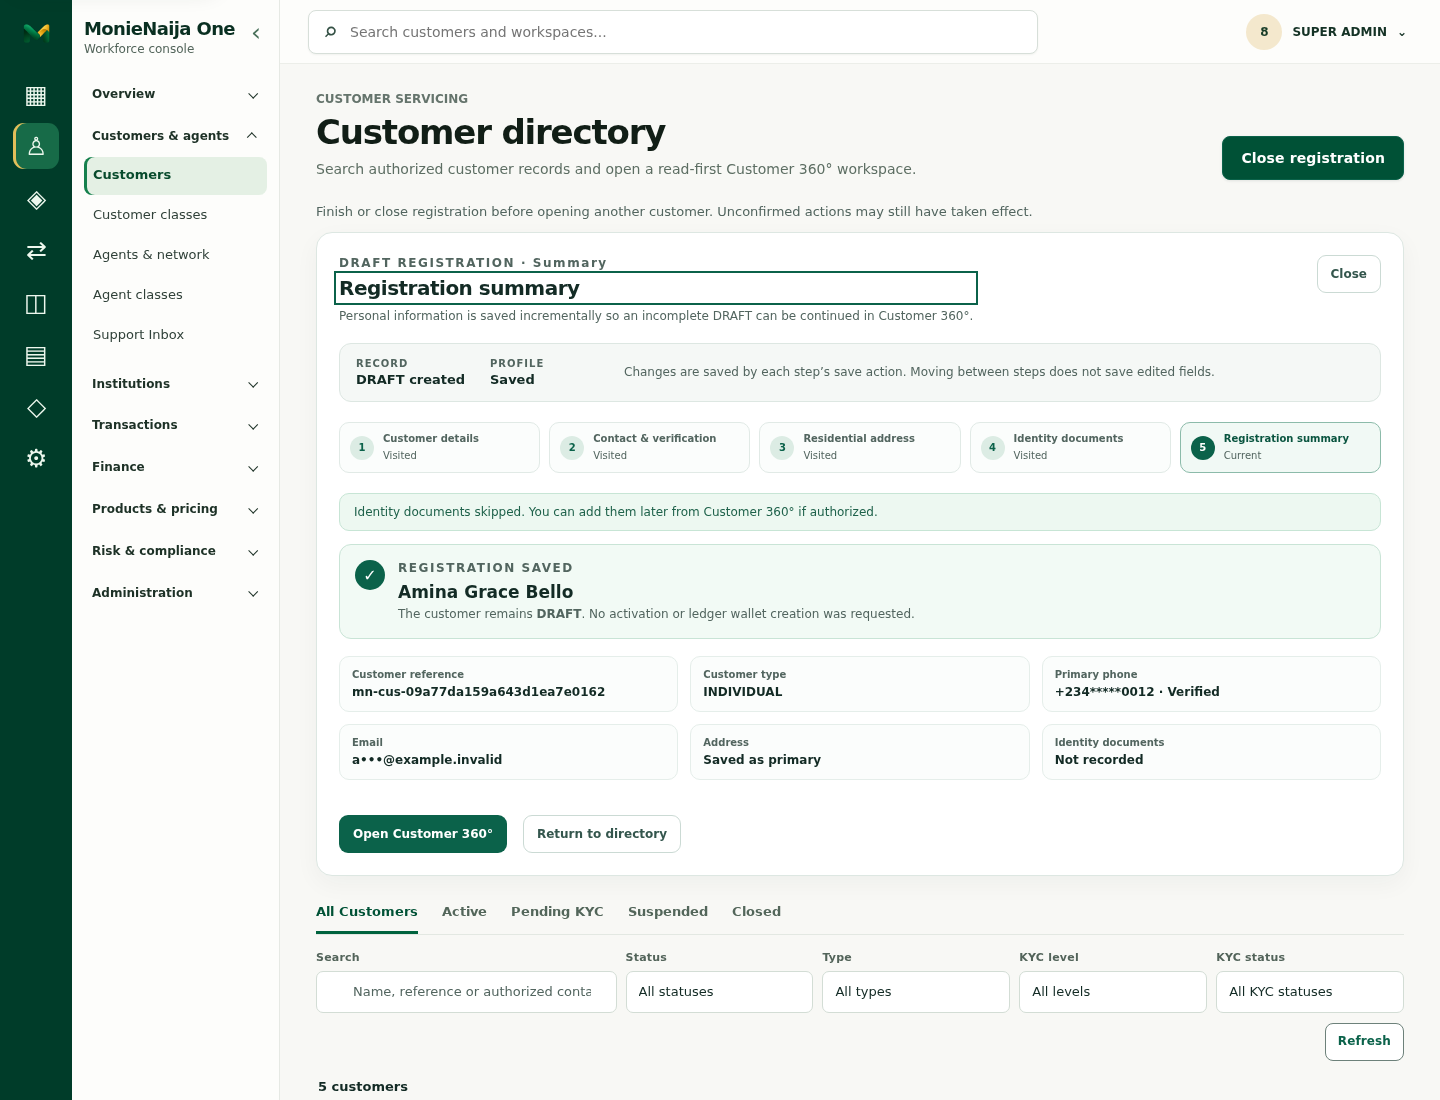 MonieNaija One
Workforce console
Search customers and workspaces...
8
SUPER ADMIN
Overview
Customers & agents
Customers
Customer classes
Agents & network
Agent classes
Support Inbox
Institutions
Transactions
Finance
Products & pricing
Risk & compliance
Administration
CUSTOMER SERVICING
Customer directory
Search authorized customer records and open a read-first Customer 360° workspace.
Close registration
Finish or close registration before opening another customer. Unconfirmed actions may still have taken effect.
DRAFT REGISTRATION · Summary
Registration summary
Personal information is saved incrementally so an incomplete DRAFT can be continued in Customer 360°.
Close
RECORD
DRAFT created
PROFILE
Saved
Changes are saved by each step’s save action. Moving between steps does not save edited fields.
1
Customer details
Visited
2
Contact & verification
Visited
3
Residential address
Visited
4
Identity documents
Visited
5
Registration summary
Current
Identity documents skipped. You can add them later from Customer 360° if authorized.
✓
REGISTRATION SAVED
Amina Grace Bello
The customer remains DRAFT. No activation or ledger wallet creation was requested.
Customer reference
mn-cus-09a77da159a643d1ea7e0162
Customer type
INDIVIDUAL
Primary phone
+234*****0012 · Verified
Email
a•••@example.invalid
Address
Saved as primary
Identity documents
Not recorded
Open Customer 360°
Return to directory
All Customers
Active
Pending KYC
Suspended
Closed
Search
Name, reference or authorized conta
Status
All statuses
Type
All types
KYC level
All levels
KYC status
All KYC statuses
Refresh
5 customers